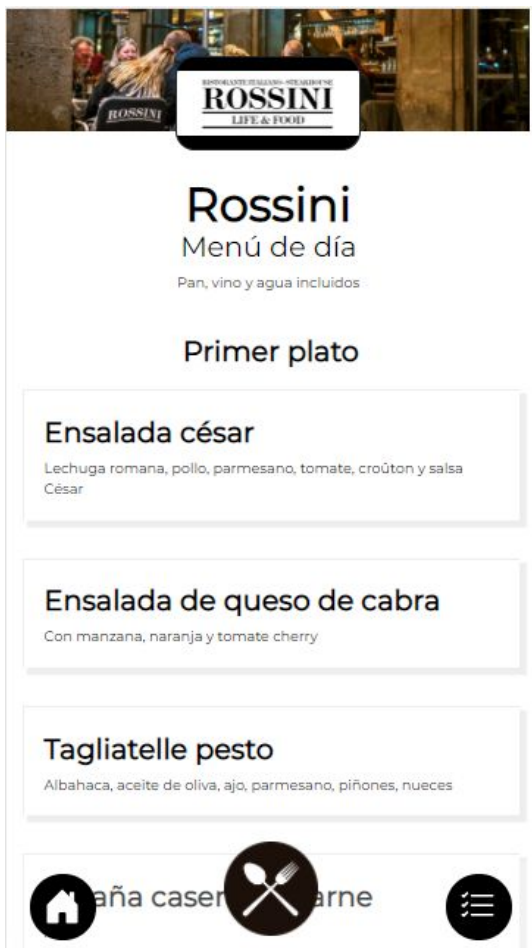 ROSSINI
RISTORANTE ITALIANO - STEAKHOUSE
ROSSINI
LIFE & FOOD
Rossini
Menú de día
Pan, vino y agua incluidos
Primer plato
Ensalada césar
Lechuga romana, pollo, parmesano, tomate, croûton y salsa
César
Ensalada de queso de cabra
Con manzana, naranja y tomate cherry
Tagliatelle pesto
Albahaca, aceite de oliva, ajo, parmesano, piñones, nueces